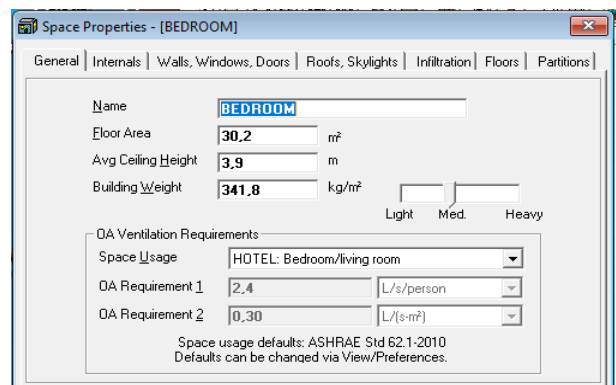 Space Properties - [BEDROOM]
General Internals Walls, Windows, Doors Roofs, Skylights Infiltration Floors Partitions
Name BEDROOM
Floor Area 30,2 m²
Avg Ceiling Height 3,9 m
Building Weight 341,8 kg/m²
Light Med. Heavy
OA Ventilation Requirements
Space Usage HOTEL: Bedroom/living room
OA Requirement 1 2,4 L/s/person
OA Requirement 2 0,30 L/(s-m²)
Space usage defaults: ASHRAE Std 62.1-2010
Defaults can be changed via View/Preferences.